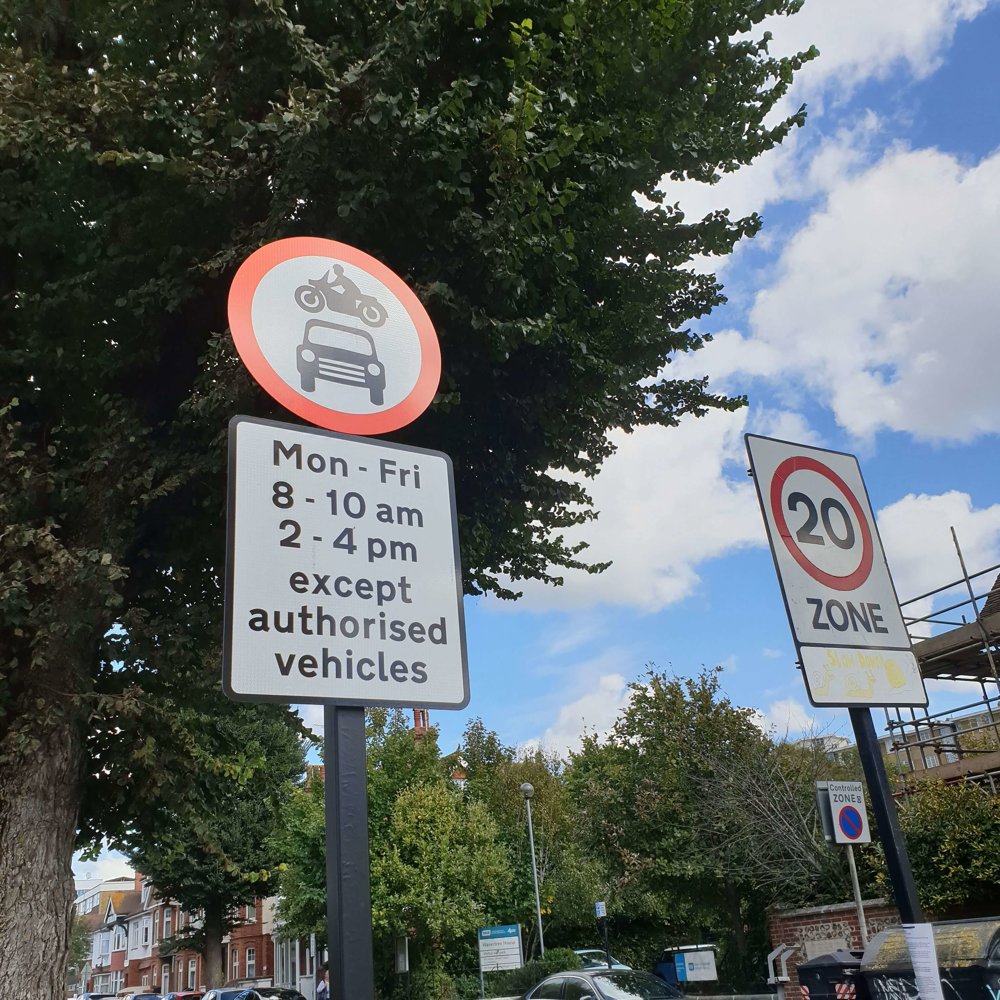 Mon - Fri
8 - 10 am
2 - 4 pm
except
authorised
vehicles
20
ZONE
Controlled
ZONE